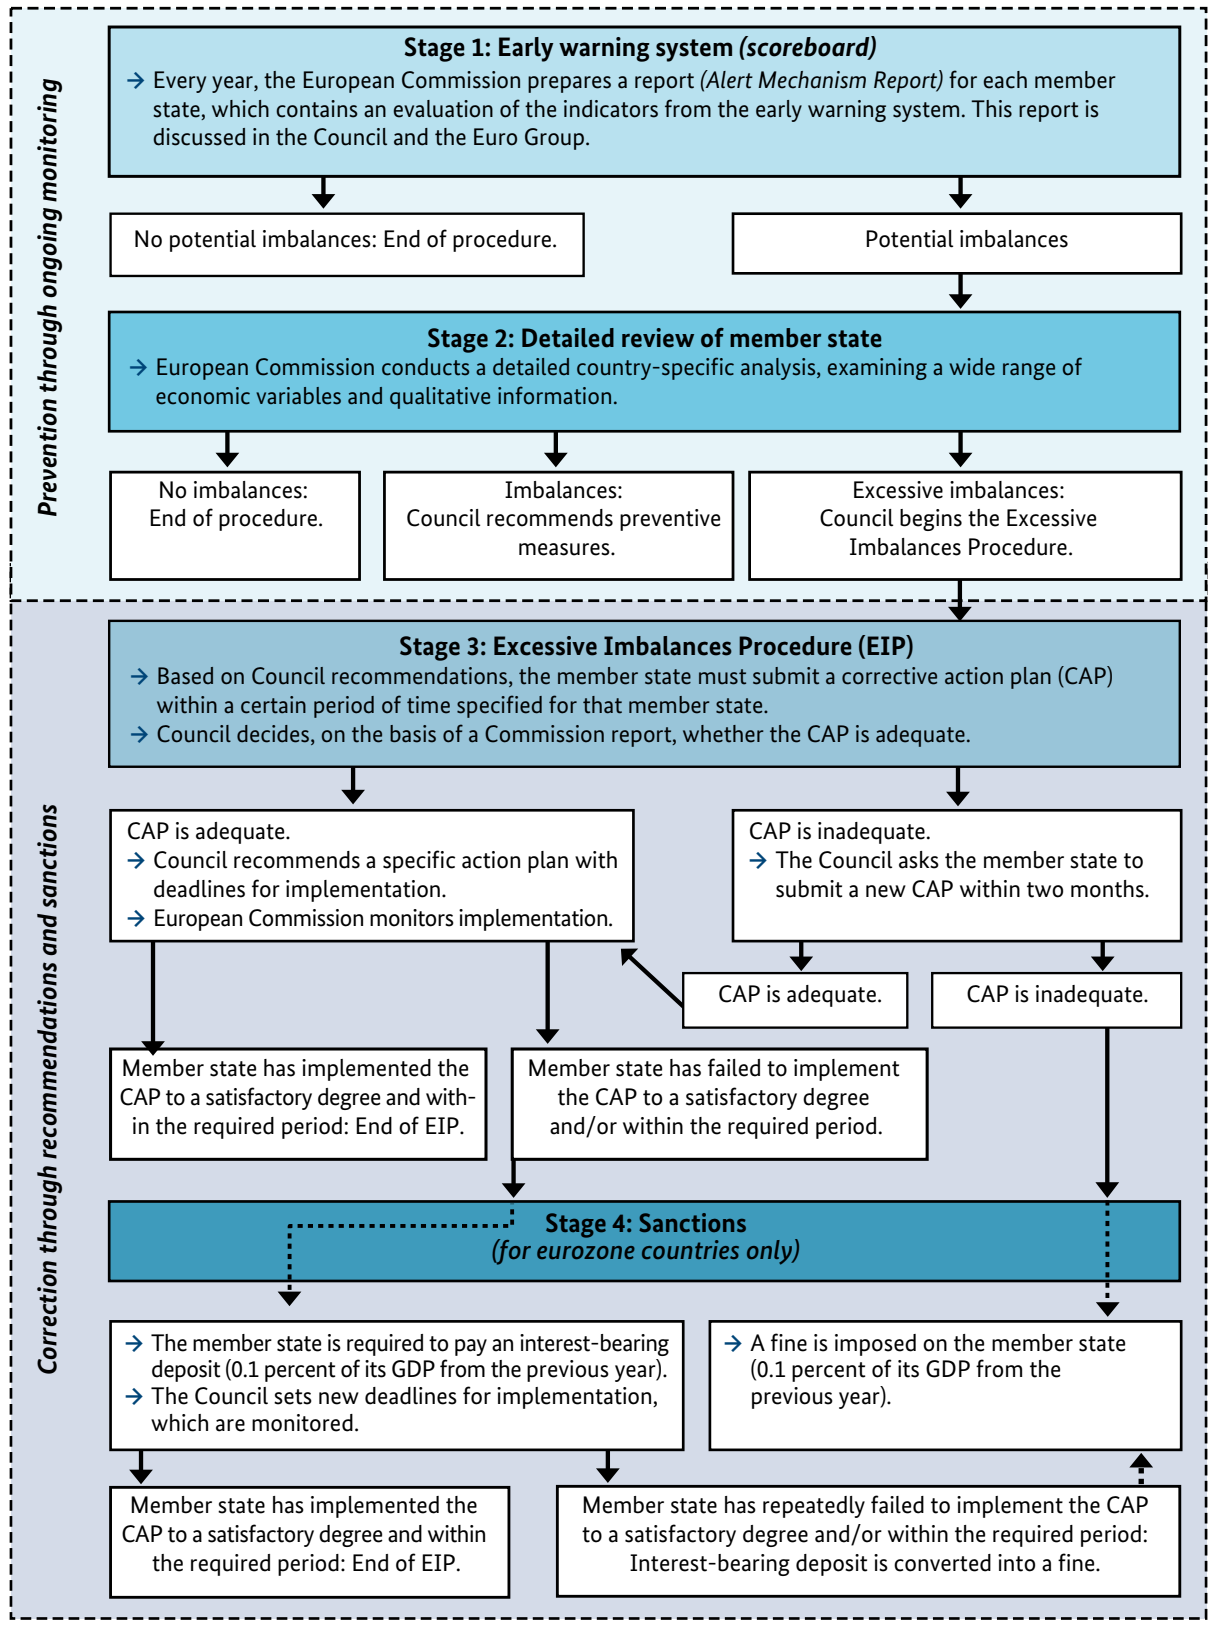 Prevention through ongoing monitoring
Stage 1: Early warning system (scoreboard)
→ Every year, the European Commission prepares a report (Alert Mechanism Report) for each member
state, which contains an evaluation of the indicators from the early warning system. This report is
discussed in the Council and the Euro Group.
No potential imbalances: End of procedure.
Potential imbalances
Stage 2: Detailed review of member state
→ European Commission conducts a detailed country-specific analysis, examining a wide range of
economic variables and qualitative information.
No imbalances:
End of procedure.
Imbalances:
Council recommends preventive
measures.
Excessive imbalances:
Council begins the Excessive
Imbalances Procedure.
Correction through recommendations and sanctions
Stage 3: Excessive Imbalances Procedure (EIP)
→ Based on Council recommendations, the member state must submit a corrective action plan (CAP)
within a certain period of time specified for that member state.
→ Council decides, on the basis of a Commission report, whether the CAP is adequate.
CAP is adequate.
→ Council recommends a specific action plan with
deadlines for implementation.
→ European Commission monitors implementation.
CAP is inadequate.
→ The Council asks the member state to
submit a new CAP within two months.
CAP is adequate.
CAP is inadequate.
Member state has implemented the
CAP to a satisfactory degree and with-
in the required period: End of EIP.
Member state has failed to implement
the CAP to a satisfactory degree
and/or within the required period.
Stage 4: Sanctions
(for eurozone countries only)
→ The member state is required to pay an interest-bearing
deposit (0.1 percent of its GDP from the previous year).
→ The Council sets new deadlines for implementation,
which are monitored.
→ A fine is imposed on the member state
(0.1 percent of its GDP from the
previous year).
Member state has implemented the
CAP to a satisfactory degree and within
the required period: End of EIP.
Member state has repeatedly failed to implement the CAP
to a satisfactory degree and/or within the required period:
Interest-bearing deposit is converted into a fine.